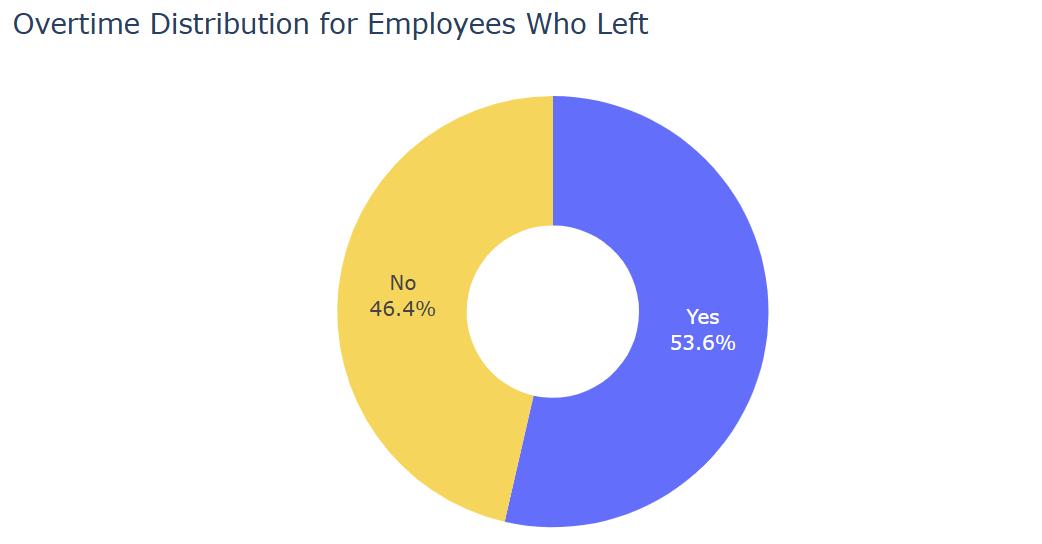 Overtime Distribution for Employees Who Left
No
46.4%
Yes
53.6%